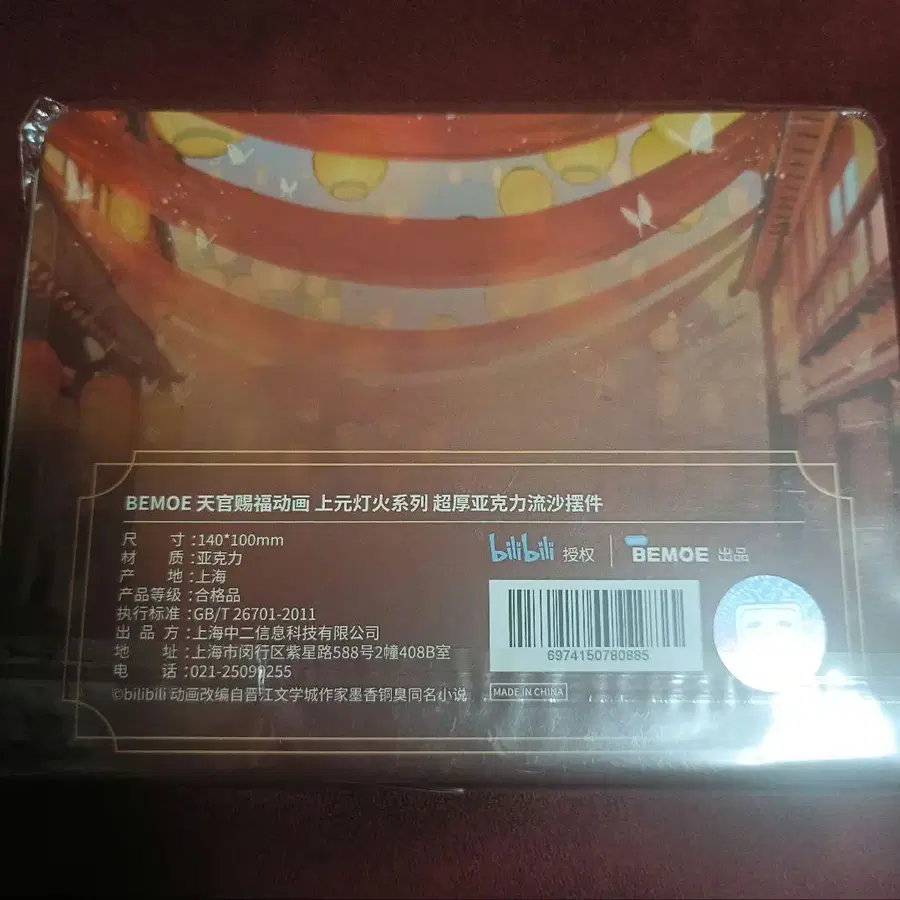 BEMOE 天官赐福动画 上元灯火系列 超厚亚克力流沙摆件
尺 寸:140*100mm
材 质:亚克力
产 地:上海
产品等级:合格品
执行标准:GB/T 26701-2011
出 品 方:上海中二信息科技有限公司
地 址:上海市闵行区紫星路588号2幢408B室
电 话:021-25099255
©bilibili 动画改编自晋江文学城作家墨香铜臭同名小说
bilibili 授权 | BEMOE 出品
6974150780885
MADE IN CHINA